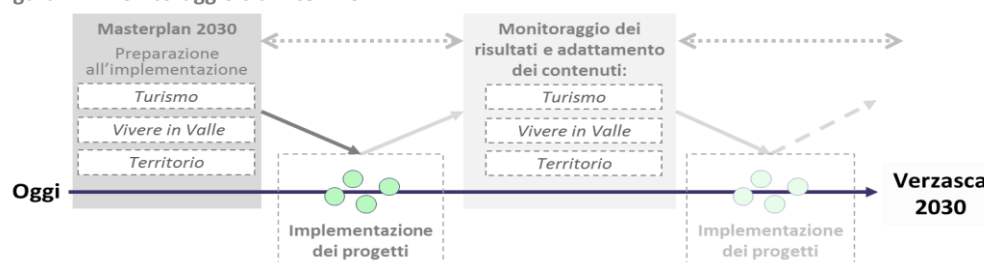 Masterplan 2030
Preparazione
all'implementazione
Turismo
Vivere in Valle
Territorio
Monitoraggio dei
risultati e adattamento
dei contenuti:
Turismo
Vivere in Valle
Territorio
Oggi
Verzasca
2030
Implementazione
dei progetti
Implementazione
dei progetti